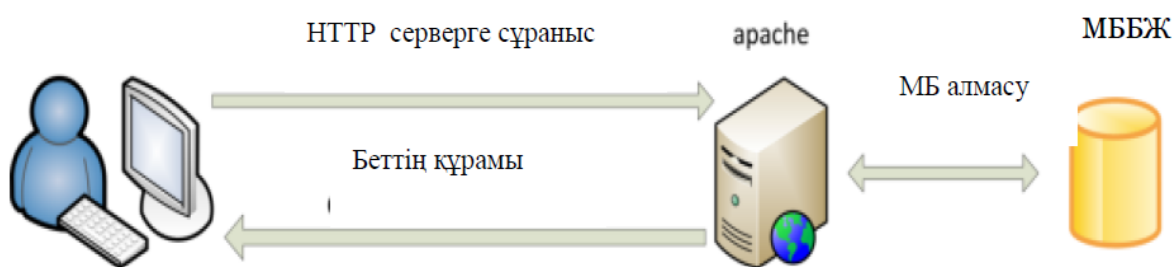 HTTP серверге сұраныс
apache
МББЖ
МБ алмасу
Беттің құрамы